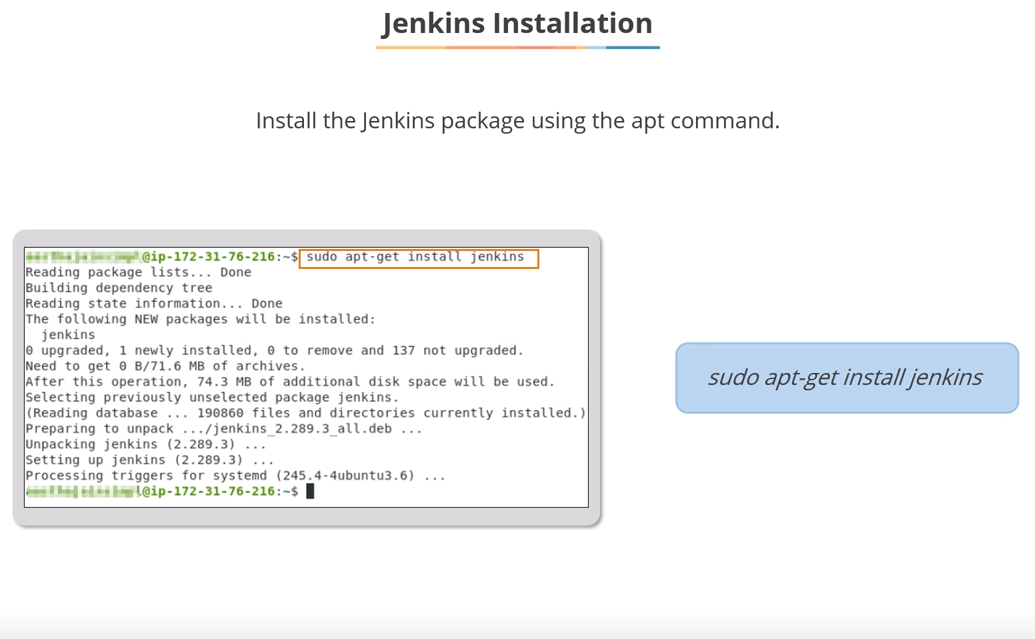 Jenkins Installation
Install the Jenkins package using the apt command.
@ip-172-31-76-216:~$ sudo apt-get install jenkins
Reading package lists... Done
Building dependency tree
Reading state information... Done
The following NEW packages will be installed:
  jenkins
0 upgraded, 1 newly installed, 0 to remove and 137 not upgraded.
Need to get 0 B/71.6 MB of archives.
After this operation, 74.3 MB of additional disk space will be used.
Selecting previously unselected package jenkins.
(Reading database ... 190860 files and directories currently installed.)
Preparing to unpack .../jenkins_2.289.3_all.deb ...
Unpacking jenkins (2.289.3) ...
Setting up jenkins (2.289.3) ...
Processing triggers for systemd (245.4-4ubuntu3.6) ...
@ip-172-31-76-216:~$
sudo apt-get install jenkins